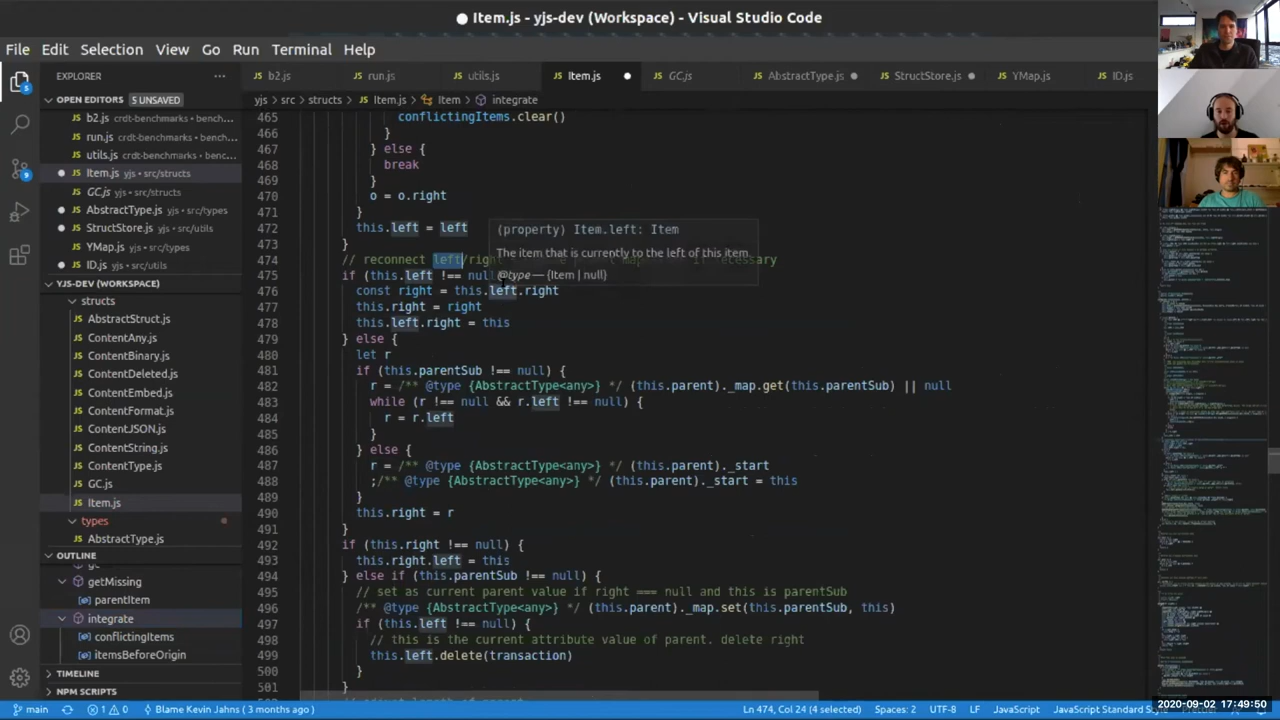 Item.js - yjs-dev (Workspace) - Visual Studio Code
File Edit Selection View Go Run Terminal Help
EXPLORER
b2.js run.js utils.js Item.js GC.js AbstractType.js StructStore.js YMap.js ID.js
OPEN EDITORS 5 UNSAVED
yjs > src > structs > Item.js > Item > integrate
b2.js crdt-benchmarks • bench...
run.js crdt-benchmarks • bench...
utils.js crdt-benchmarks • benc...
Item.js yjs • src/structs
GC.js yjs • src/structs
AbstractType.js yjs • src/types
StructStore.js yjs • src/utils
YMap.js yjs • src/types
ID.js yjs • src/utils
YJS-DEV (WORKSPACE)
structs
AbstractStruct.js
ContentAny.js
ContentBinary.js
ContentDeleted.js
ContentEmbed.js
ContentFormat.js
ContentJSON.js
ContentString.js
ContentType.js
GC.js
Item.js
types
AbstractType.js
OUTLINE
gc
getMissing
parentItem
integrate
conflictingItems
itemsBeforeOrigin
TIMELINE
NPM SCRIPTS
465 conflictingItems.clear()
466 }
467 } else {
468 break
469 }
470 o = o.right
471 }
472 this.left = left
(property) Item.left: Item
473 }
currently the left of this item.
474 // reconnect left
@type — {Item | null}
475 if (this.left !== null
476 const right = this.left.right
477 this.right = right
478 this.left.right = this
479 } else {
480 let r
481 if (this.parentSub !== null) {
482 r = /** @type {AbstractType<any>} */ (this.parent)._map.get(this.parentSub) || null
483 while (r !== null && r.left !== null) {
484 r = r.left
485 }
486 } else {
487 r = /** @type {AbstractType<any>} */ (this.parent)._start
488 ;/** @type {AbstractType<any>} */ (this.parent)._start = this
489 }
490 this.right = r
491 }
492 if (this.right !== null) {
493 this.right.left = this
494 } else if (this.parentSub !== null) {
495 // set as current parent value if right === null and this is parentSub
496 /** @type {AbstractType<any>} */ (this.parent)._map.set(this.parentSub, this)
497 if (this.left !== null) {
498 // this is the current attribute value of parent. delete right
499 this.left.delete(transaction)
500 }
501 }
main 1 0 Blame Kevin Jahns (3 months ago) Ln 474, Col 24 (4 selected) Spaces: 2 UTF-8 LF JavaScript JavaScript Standard
2020-09-02 17:49:50